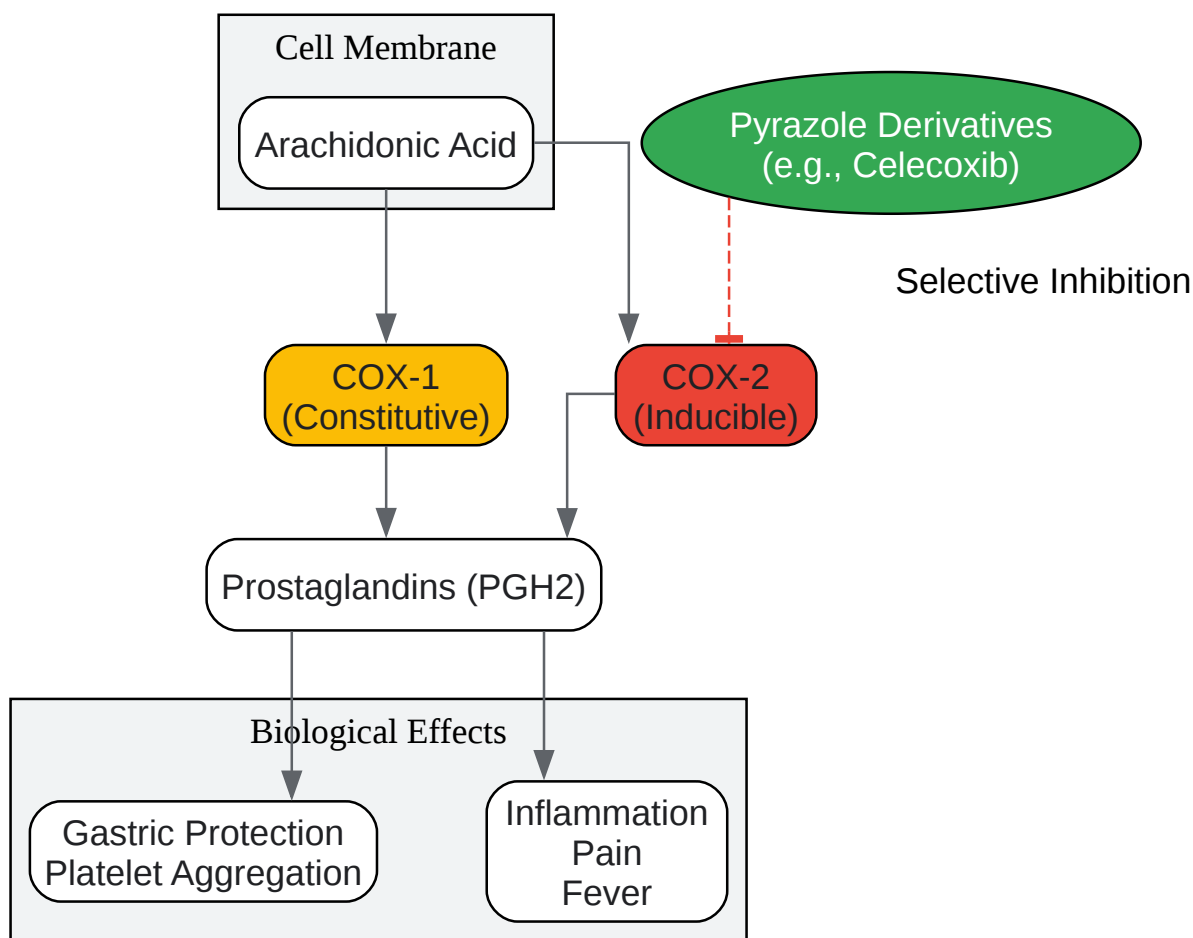 Cell Membrane
Arachidonic Acid
Pyrazole Derivatives
(e.g., Celecoxib)
Selective Inhibition
COX-1
(Constitutive)
COX-2
(Inducible)
Prostaglandins (PGH2)
Biological Effects
Gastric Protection
Platelet Aggregation
Inflammation
Pain
Fever